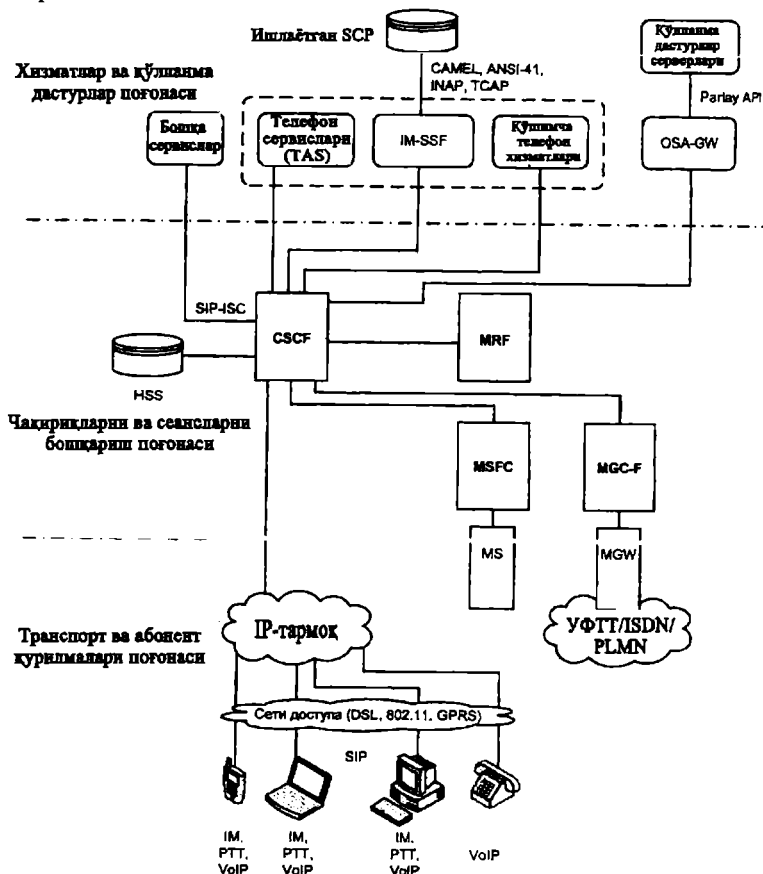 Ишлаётган SCP
Қўлланма
дастурлар
серверлари
Хизматлар ва қўлланма
дастурлар поғонаси
CAMEL, ANSI-41,
INAP, TCAP
Parlay API
Бошқа
сервислар
Телефон
сервислари
(TAS)
IM-SSF
Қўшимча
телефон
хизматлари
OSA-GW
SIP-ISC
CSCF
MRF
HSS
Чақириқларни ва сеансларни
бошқариш поғонаси
MSFC
MGC-F
MS
MGW
Транспорт ва абонент
қурилмалари поғонаси
IP-тармоқ
УФТТ/ISDN/
PLMN
Сети доступа (DSL, 802.11, GPRS)
SIP
IM,
PTT,
VoIP
IM,
PTT,
VoIP
IM,
PTT,
VoIP
VoIP